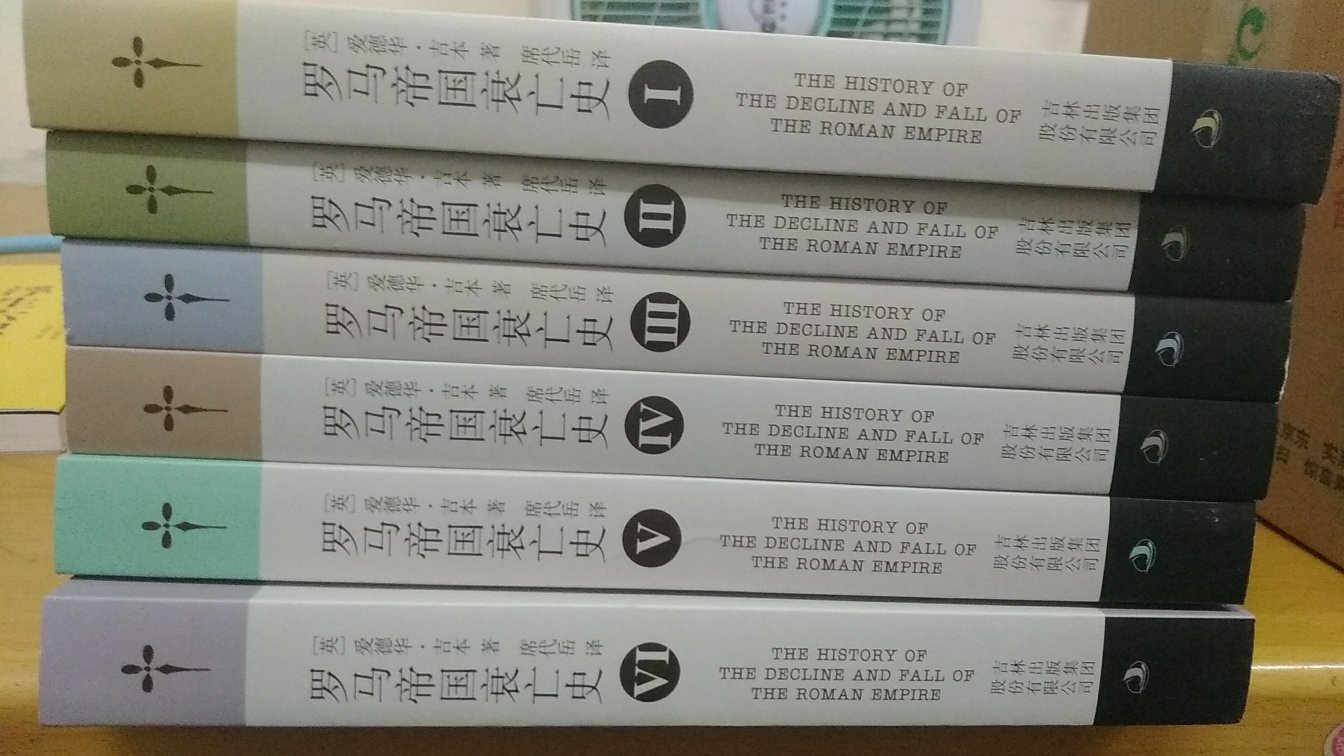 [英] 爱德华·吉本 著 席代岳 译
罗马帝国衰亡史
I
THE HISTORY OF
THE DECLINE AND FALL OF
THE ROMAN EMPIRE
吉林出版集团
股份有限公司
[英] 爱德华·吉本 著 席代岳 译
罗马帝国衰亡史
II
THE HISTORY OF
THE DECLINE AND FALL OF
THE ROMAN EMPIRE
吉林出版集团
股份有限公司
[英] 爱德华·吉本 著 席代岳 译
罗马帝国衰亡史
III
THE HISTORY OF
THE DECLINE AND FALL OF
THE ROMAN EMPIRE
吉林出版集团
股份有限公司
[英] 爱德华·吉本 著 席代岳 译
罗马帝国衰亡史
IV
THE HISTORY OF
THE DECLINE AND FALL OF
THE ROMAN EMPIRE
吉林出版集团
股份有限公司
[英] 爱德华·吉本 著 席代岳 译
罗马帝国衰亡史
V
THE HISTORY OF
THE DECLINE AND FALL OF
THE ROMAN EMPIRE
吉林出版集团
股份有限公司
[英] 爱德华·吉本 著 席代岳 译
罗马帝国衰亡史
VI
THE HISTORY OF
THE DECLINE AND FALL OF
THE ROMAN EMPIRE
吉林出版集团
股份有限公司